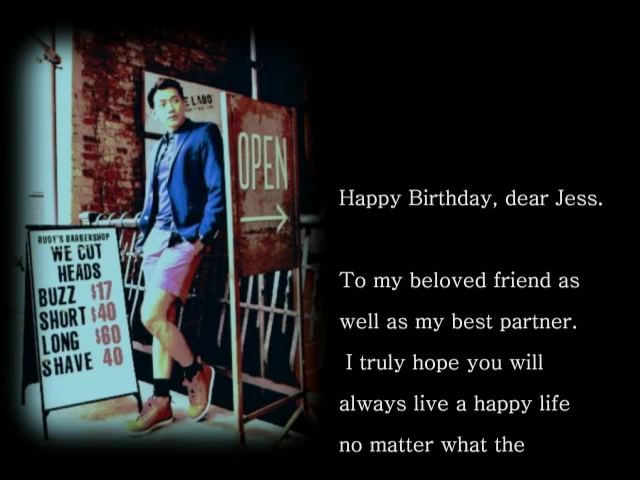 E LABO
OPEN
RUDY'S BARBERSHOP
WE CUT
HEADS
BUZZ $17
SHORT $40
LONG $60
SHAVE 40
Happy Birthday, dear Jess.
To my beloved friend as
well as my best partner.
I truly hope you will
always live a happy life
no matter what the